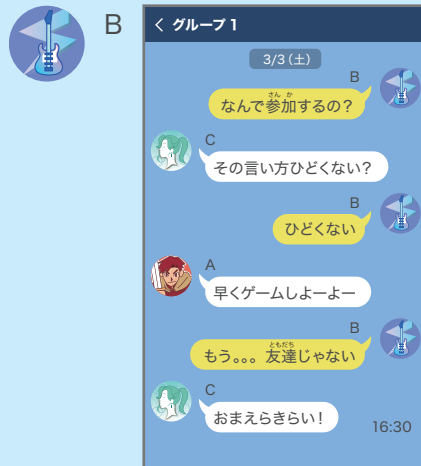 B
く グループ 1
3/3(土)
B
なんで参加するの？
さん か
C
その言い方ひどくない？
B
ひどくない
A
早くゲームしよーよー
B
もう。。。 友達じゃない
ともだち
C
おまえらきらい！
16:30